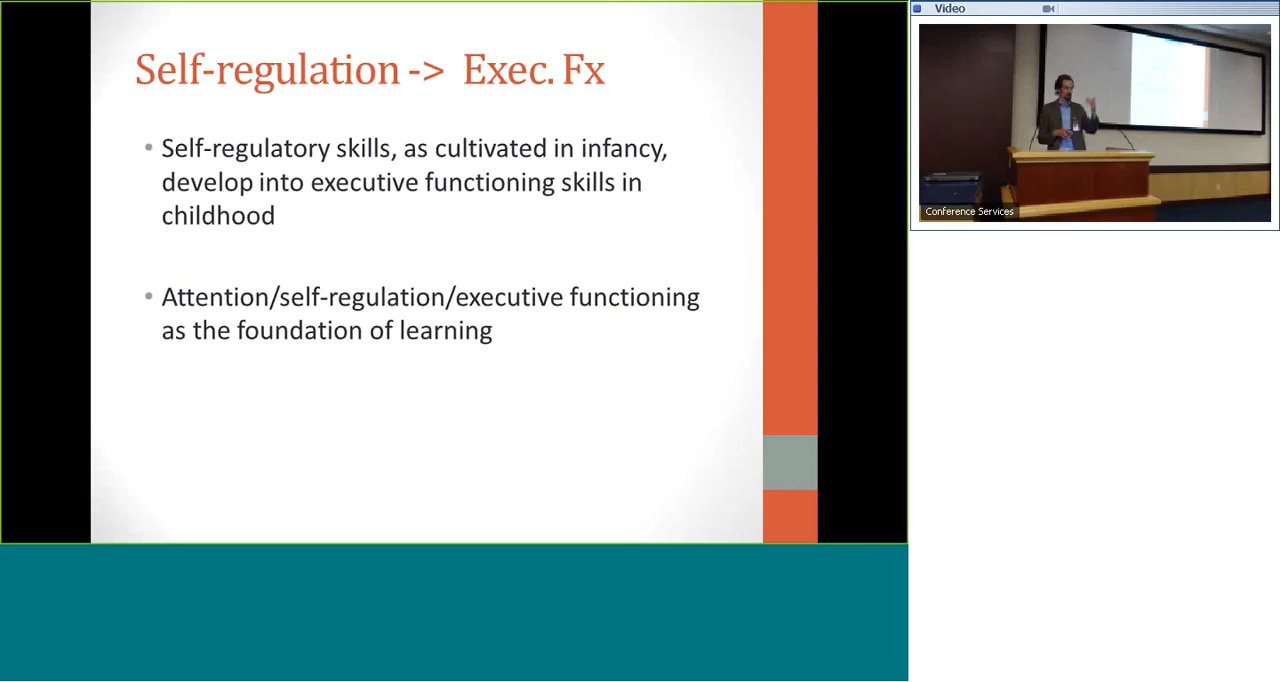 Self-regulation -> Exec. Fx
• Self-regulatory skills, as cultivated in infancy,
develop into executive functioning skills in
childhood
• Attention/self-regulation/executive functioning
as the foundation of learning
Video
Conference Services